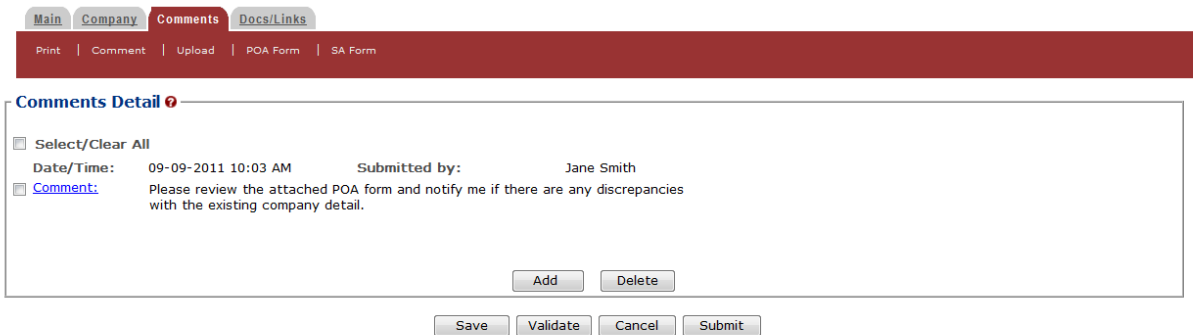 Main Company Comments Docs/Links
Print | Comment | Upload | POA Form | SA Form
Comments Detail ?
Select/Clear All
Date/Time: 09-09-2011 10:03 AM Submitted by: Jane Smith
Comment: Please review the attached POA form and notify me if there are any discrepancies
with the existing company detail.
Add Delete
Save Validate Cancel Submit